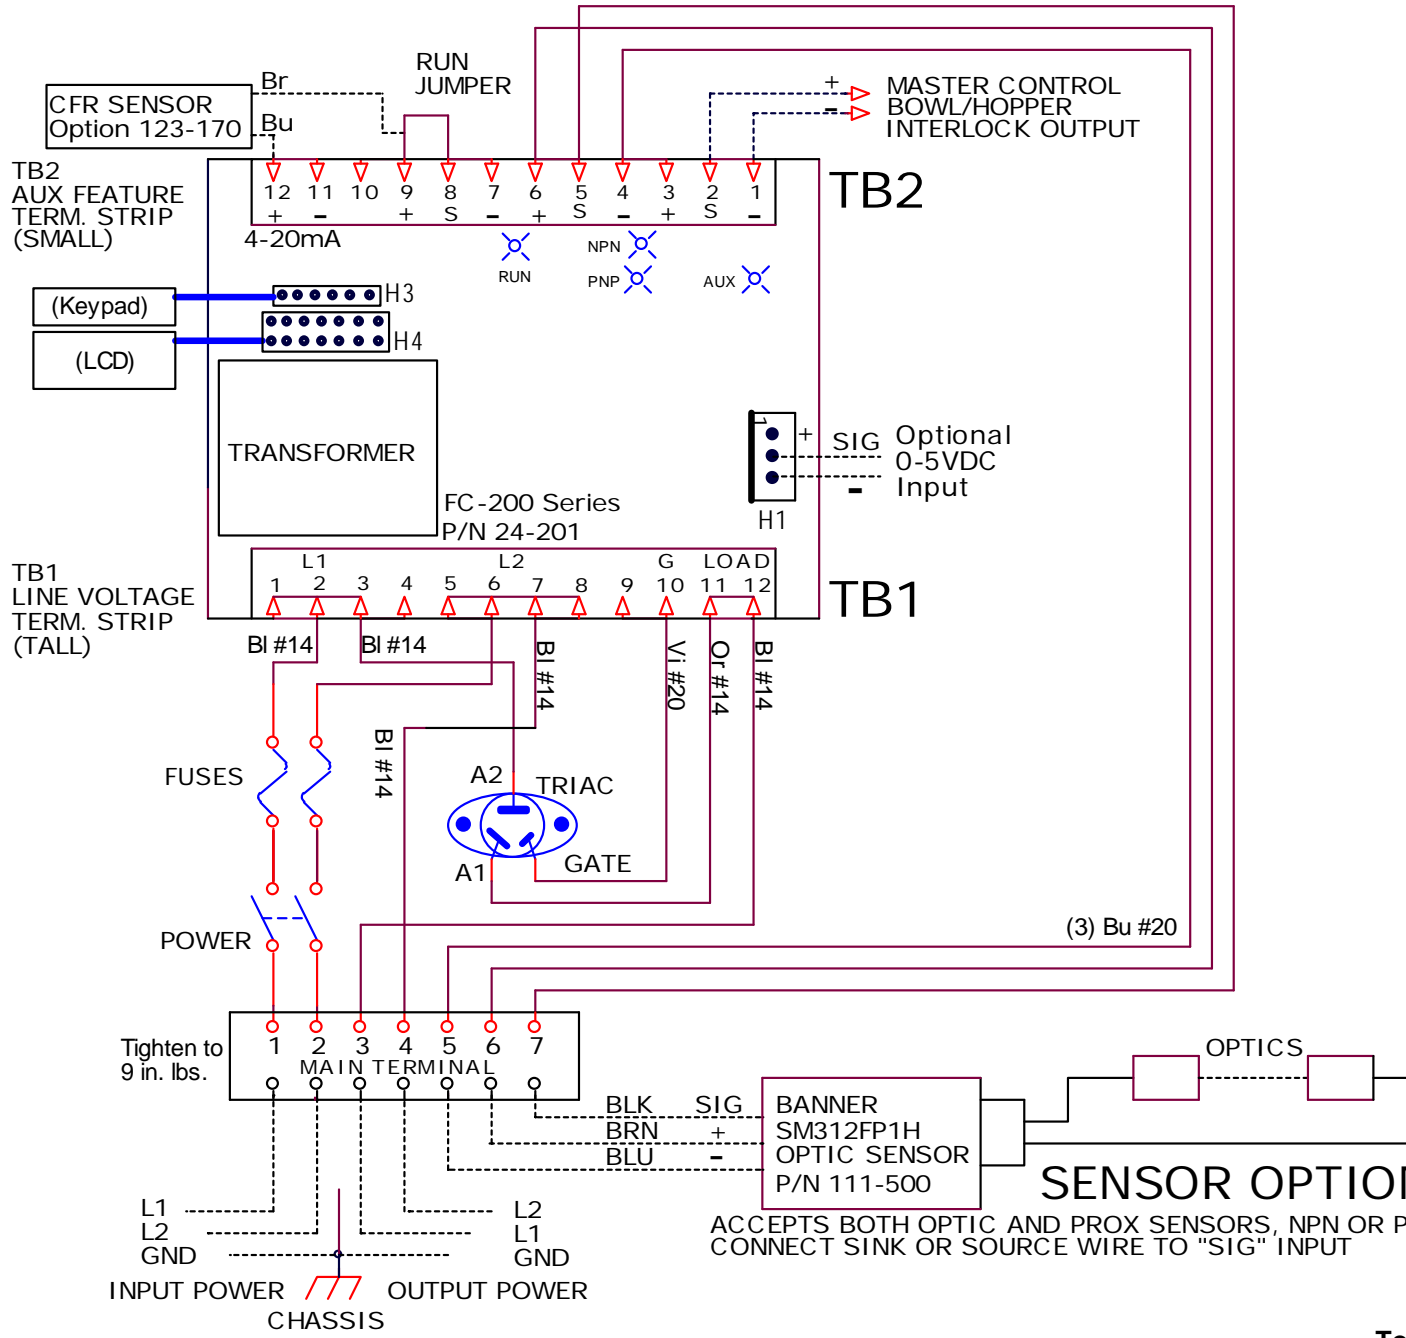 RUN
JUMPER
Br
CFR SENSOR
Option 123-170
Bu
+ MASTER CONTROL
- BOWL/HOPPER
INTERLOCK OUTPUT
TB2
AUX FEATURE
TERM. STRIP
(SMALL)
12 11 10 9 8 7 6 5 4 3 2 1
+ - + S - + S - + S -
TB2
4-20mA
RUN
NPN
PNP
AUX
(Keypad)
H3
(LCD)
H4
TRANSFORMER
1
+
SIG
-
Optional
0-5VDC
Input
H1
FC-200 Series
P/N 24-201
TB1
LINE VOLTAGE
TERM. STRIP
(TALL)
L1 L2 G LOAD
1 2 3 4 5 6 7 8 9 10 11 12
TB1
Bl #14
Bl #14
Bl #14
Vi #20
Or #14
Bl #14
Bl #14
FUSES
A2
TRIAC
A1
GATE
POWER
(3) Bu #20
Tighten to
9 in. lbs.
1 2 3 4 5 6 7
MAIN TERMINAL
OPTICS
BLK SIG
BRN +
BLU -
BANNER
SM312FP1H
OPTIC SENSOR
P/N 111-500
SENSOR OPTION
ACCEPTS BOTH OPTIC AND PROX SENSORS, NPN OR P
CONNECT SINK OR SOURCE WIRE TO "SIG" INPUT
L1
L2
GND
L2
L1
GND
INPUT POWER
OUTPUT POWER
CHASSIS